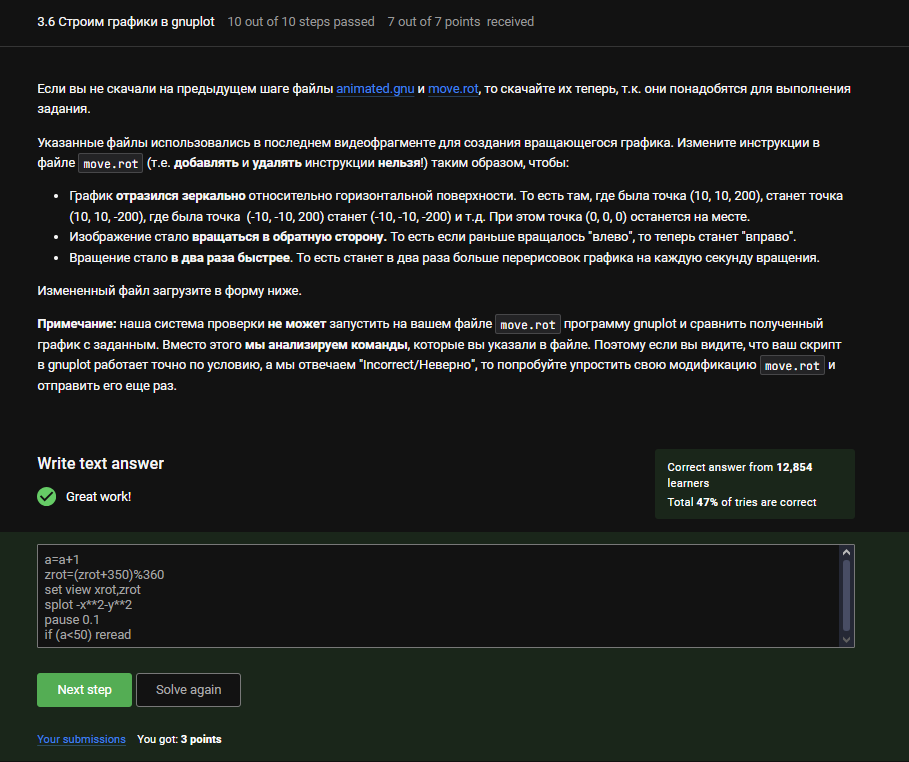 3.6 Строим графики в gnuplot 10 out of 10 steps passed 7 out of 7 points received
Если вы не скачали на предыдущем шаге файлы animated.gnu и move.rot, то скачайте их теперь, т.к. они понадобятся для выполнения
задания.
Указанные файлы использовались в последнем видеофрагменте для создания вращающегося графика. Измените инструкции в
файле move.rot (т.е. добавлять и удалять инструкции нельзя!) таким образом, чтобы:
• График отразился зеркально относительно горизонтальной поверхности. То есть там, где была точка (10, 10, 200), станет точка
(10, 10, -200), где была точка (-10, -10, 200) станет (-10, -10, -200) и т.д. При этом точка (0, 0, 0) останется на месте.
• Изображение стало вращаться в обратную сторону. То есть если раньше вращалось "влево", то теперь станет "вправо".
• Вращение стало в два раза быстрее. То есть станет в два раза больше перерисовок графика на каждую секунду вращения.
Измененный файл загрузите в форму ниже.
Примечание: наша система проверки не может запустить на вашем файле move.rot программу gnuplot и сравнить полученный
график с заданным. Вместо этого мы анализируем команды, которые вы указали в файле. Поэтому если вы видите, что ваш скрипт
в gnuplot работает точно по условию, а мы отвечаем "Incorrect/Неверно", то попробуйте упростить свою модификацию move.rot и
отправить его еще раз.
Write text answer
Great work!
Correct answer from 12,854
learners
Total 47% of tries are correct
a=a+1
zrot=(zrot+350)%360
set view xrot,zrot
splot -x**2-y**2
pause 0.1
if (a<50) reread
Next step Solve again
Your submissions You got: 3 points